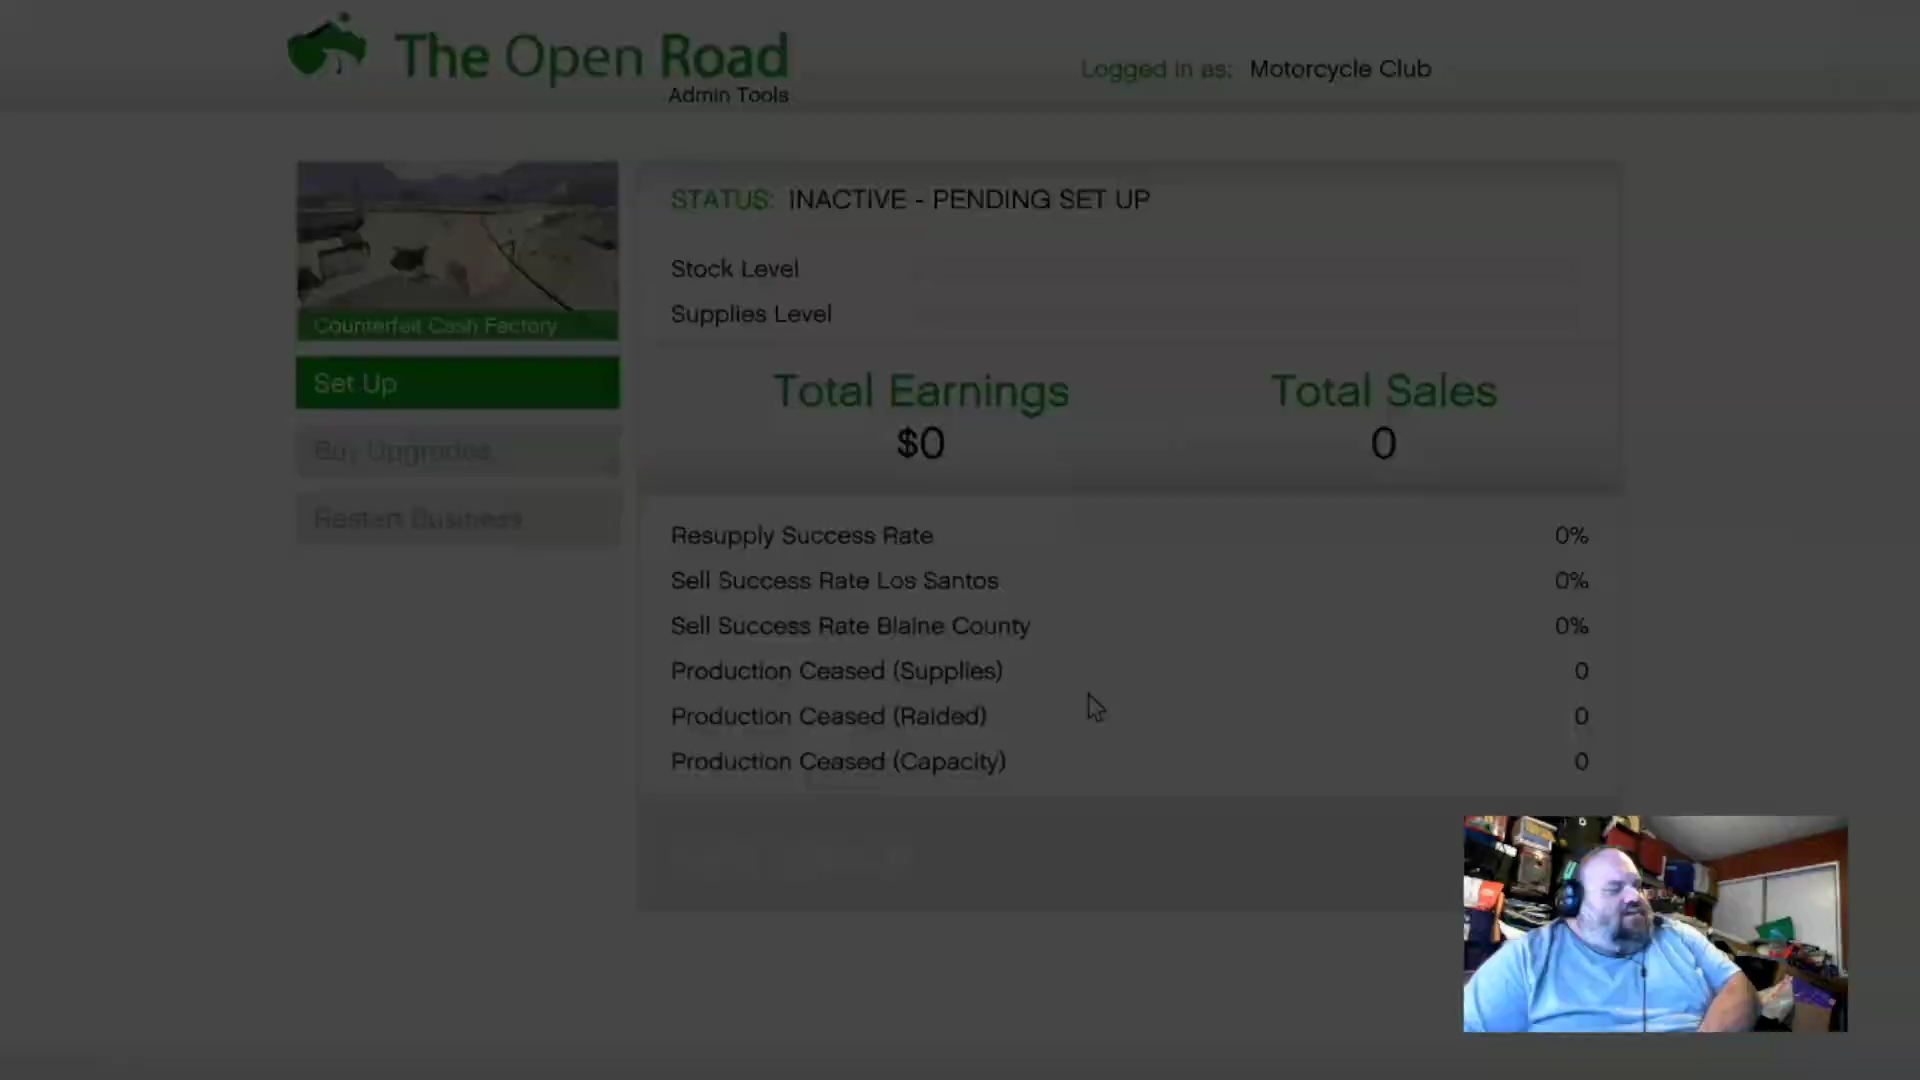 The Open Road
Admin Tools
Logged in as: Motorcycle Club
Counterfeit Cash Factory
Set Up
Buy Upgrades
Restart Business
STATUS: INACTIVE - PENDING SET UP
Stock Level
Supplies Level
Total Earnings
$0
Total Sales
0
Resupply Success Rate 0%
Sell Success Rate Los Santos 0%
Sell Success Rate Blaine County 0%
Production Ceased (Supplies) 0
Production Ceased (Raided) 0
Production Ceased (Capacity) 0